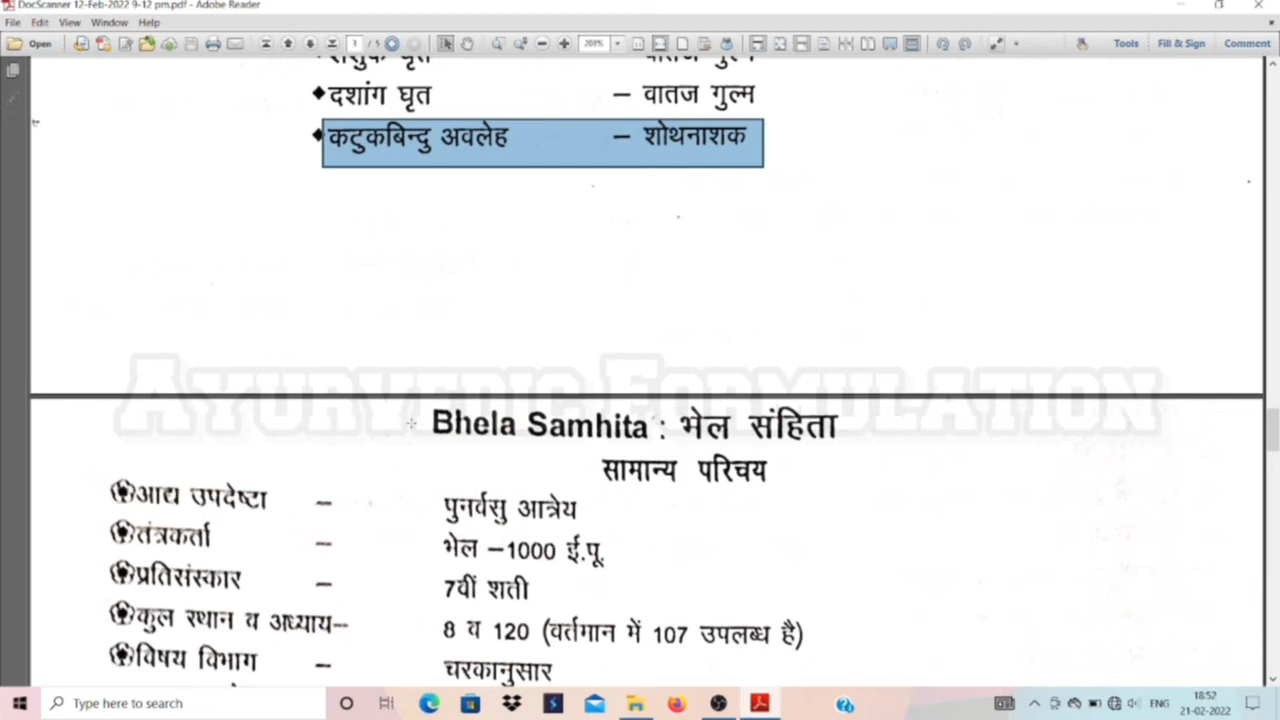 DocScanner 12-Feb-2022 9-12 pm.pdf - Adobe Reader
File Edit View Window Help
Open 1 / 5 203% Tools Fill & Sign Comment
दशांग घृत – वातज गुल्म
कटुकबिन्दु अवलेह – शोथनाशक
AYURVEDIC FORMULATION
Bhela Samhita : भेल संहिता
सामान्य परिचय
आद्य उपदेष्टा – पुनर्वसु आत्रेय
तंत्रकर्ता – भेल –1000 ई.पू.
प्रतिसंस्कार – 7वीं शती
कुल स्थान व अध्याय– 8 व 120 (वर्तमान में 107 उपलब्ध है)
विषय विभाग – चरकानुसार
Type here to search
ENG 18:52
21-02-2022